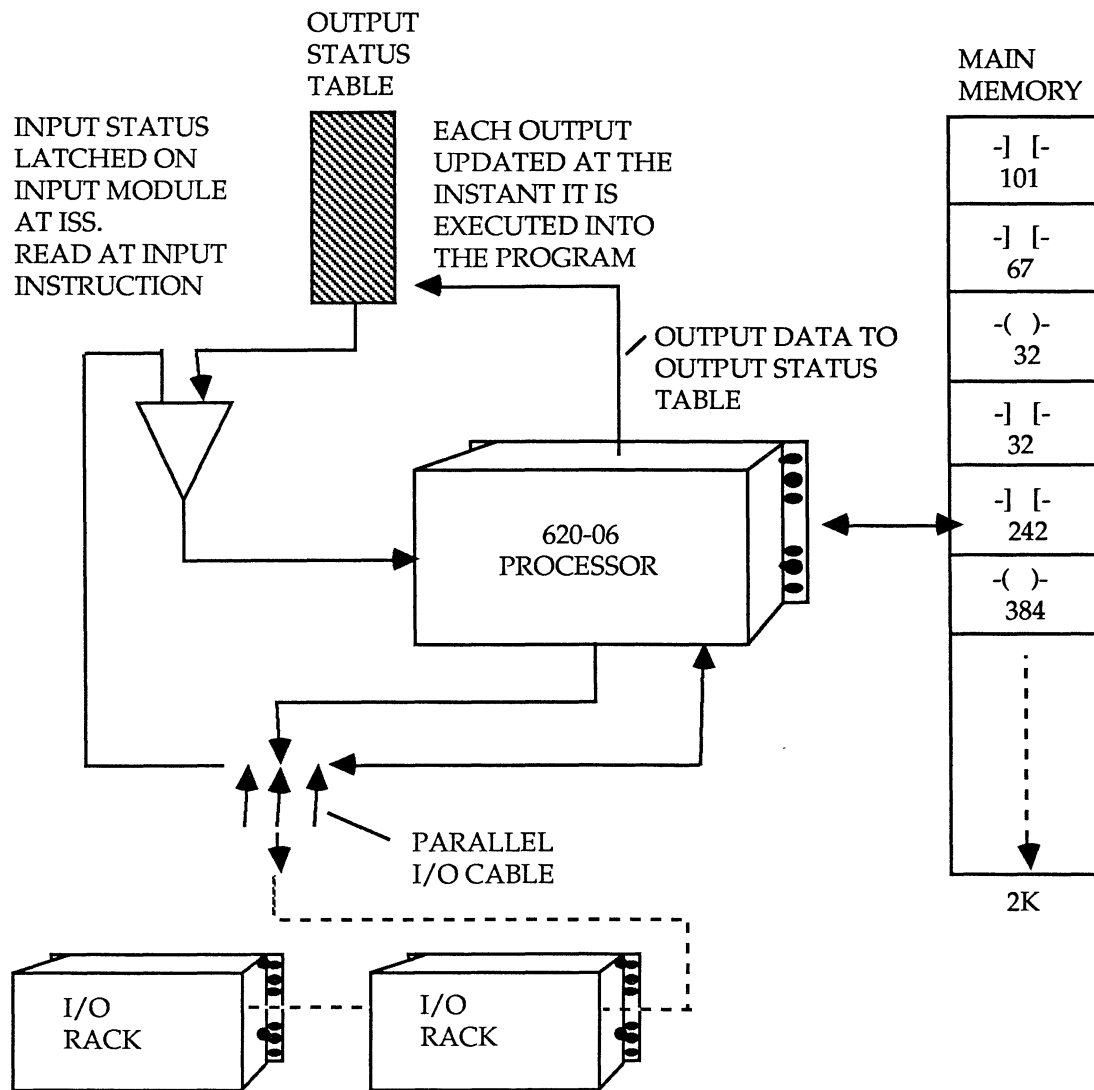 OUTPUT
STATUS
TABLE
INPUT STATUS
LATCHED ON
INPUT MODULE
AT ISS.
READ AT INPUT
INSTRUCTION
EACH OUTPUT
UPDATED AT THE
INSTANT IT IS
EXECUTED INTO
THE PROGRAM
OUTPUT DATA TO
OUTPUT STATUS
TABLE
620-06
PROCESSOR
MAIN
MEMORY
-] [-
101
-] [-
67
-( )-
32
-] [-
32
-] [-
242
-( )-
384
2K
PARALLEL
I/O CABLE
I/O
RACK
I/O
RACK